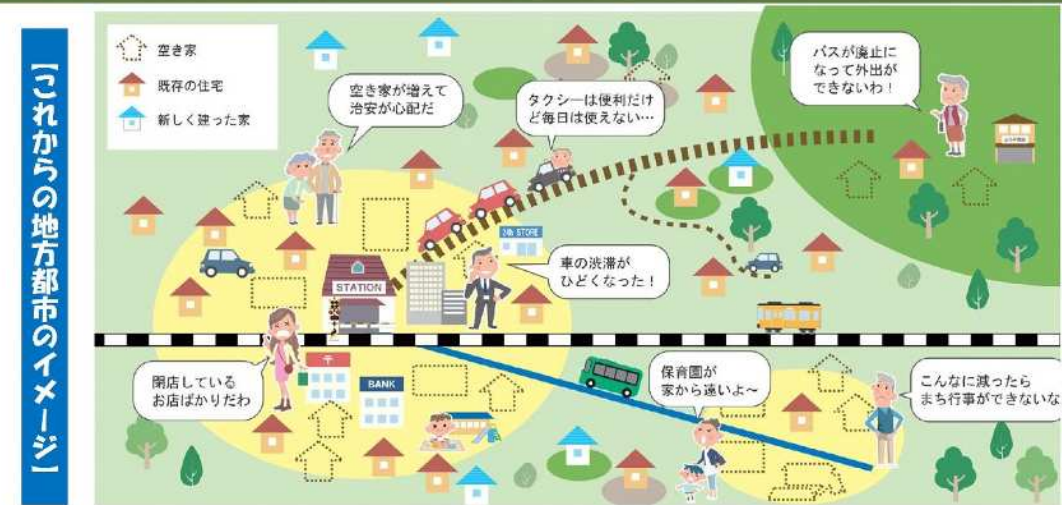 【これからの地方都市のイメージ】
空き家
既存の住宅
新しく建った家
空き家が増えて
治安が心配だ
タクシーは便利だけ
ど毎日は使えない…
バスが廃止に
なって外出が
できないわ!
24h STORE
車の渋滞が
ひどくなった!
STATION
閉店している
お店ばかりだわ
〒
BANK
保育園が
家から遠いよ～
こんなに減ったら
まち行事ができないな